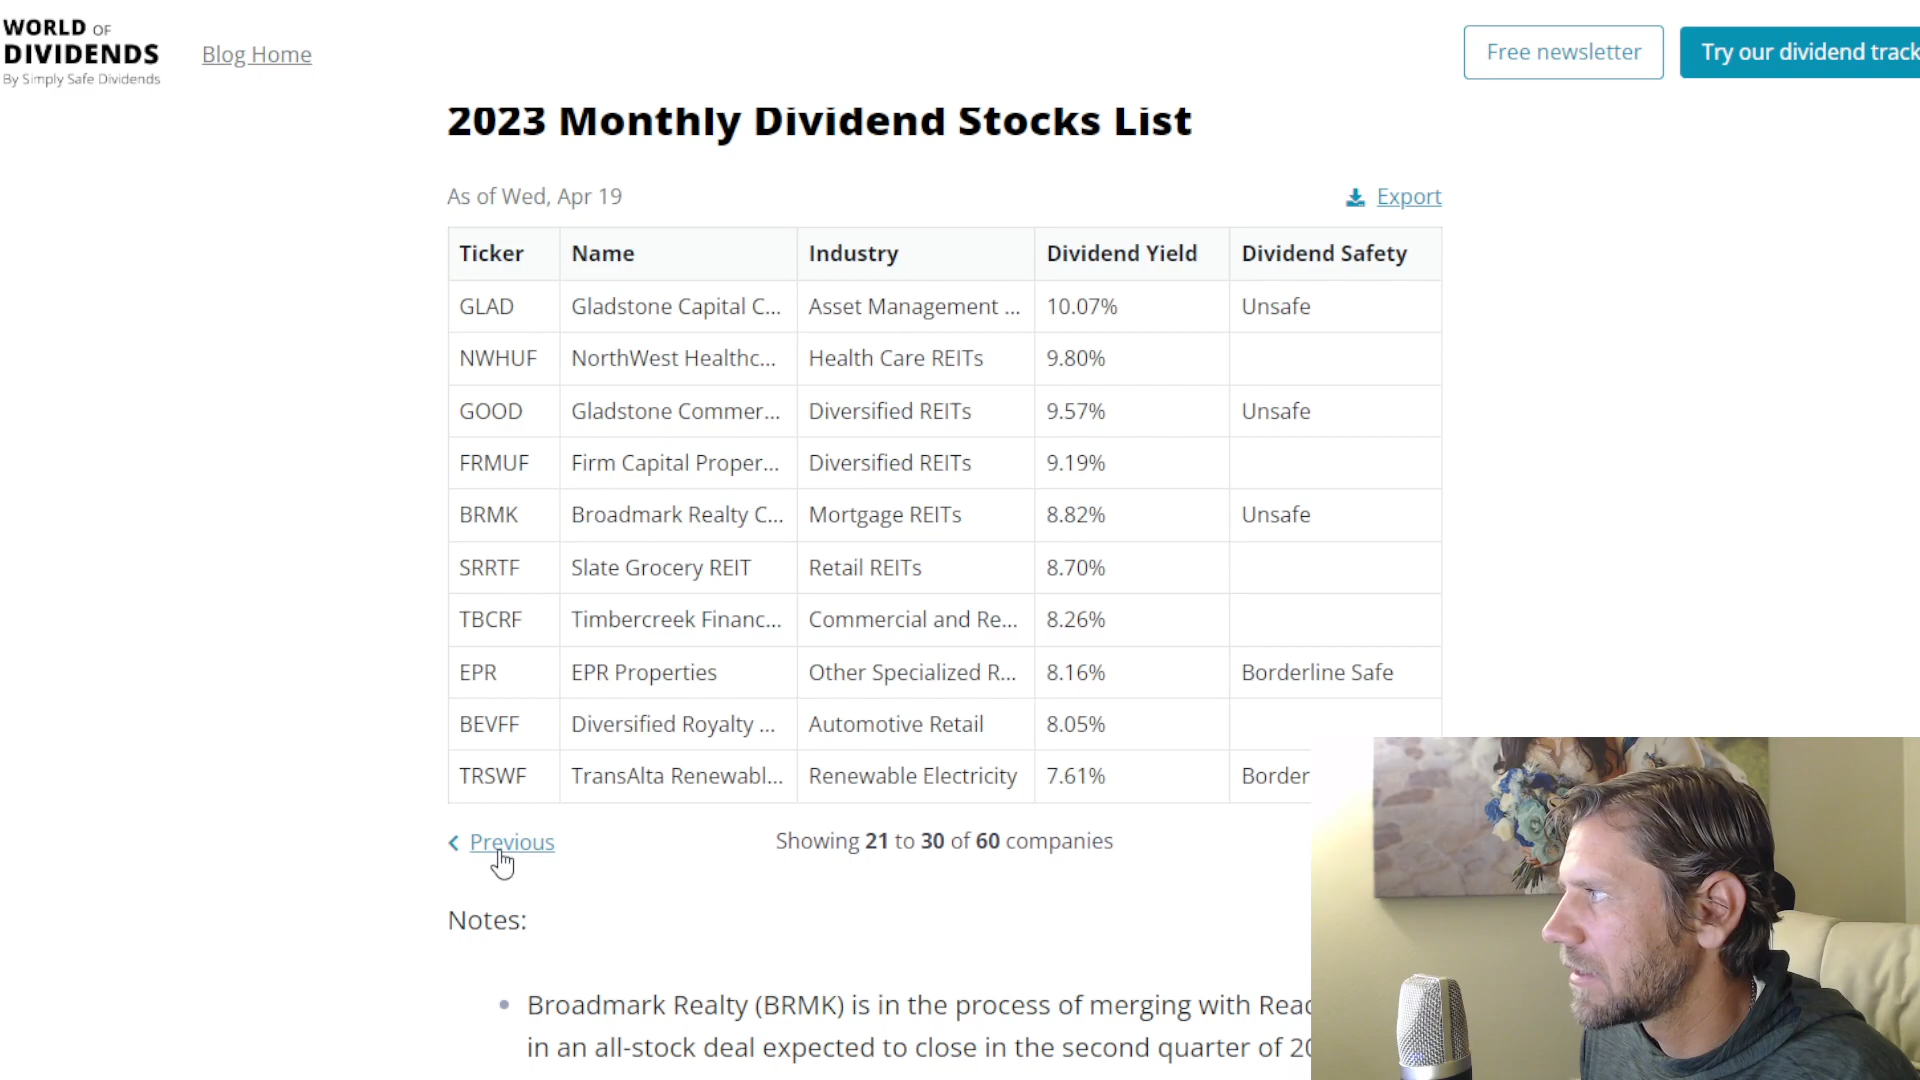 WORLD OF
DIVIDENDS
By Simply Safe Dividends
Blog Home
Free newsletter
Try our dividend track
2023 Monthly Dividend Stocks List
As of Wed, Apr 19
Export
Ticker Name Industry Dividend Yield Dividend Safety
GLAD Gladstone Capital C... Asset Management ... 10.07% Unsafe
NWHUF NorthWest Healthc... Health Care REITs 9.80%
GOOD Gladstone Commer... Diversified REITs 9.57% Unsafe
FRMUF Firm Capital Proper... Diversified REITs 9.19%
BRMK Broadmark Realty C... Mortgage REITs 8.82% Unsafe
SRRTF Slate Grocery REIT Retail REITs 8.70%
TBCRF Timbercreek Financ... Commercial and Re... 8.26%
EPR EPR Properties Other Specialized R... 8.16% Borderline Safe
BEVFF Diversified Royalty ... Automotive Retail 8.05%
TRSWF TransAlta Renewabl... Renewable Electricity 7.61% Border
Previous
Showing 21 to 30 of 60 companies
Notes:
Broadmark Realty (BRMK) is in the process of merging with Read
in an all-stock deal expected to close in the second quarter of 20